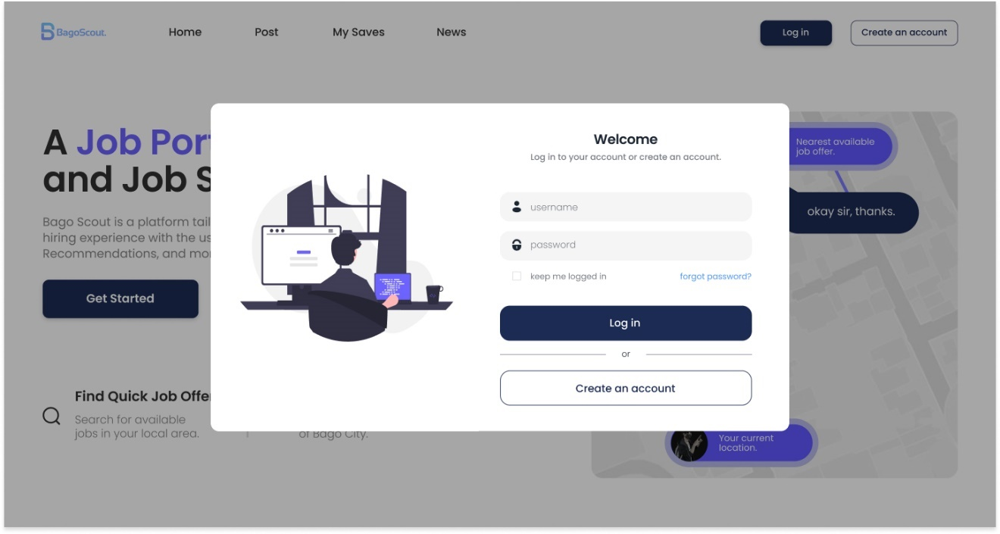 BagoScout.
Home
Post
My Saves
News
Log in
Create an account
A Job Por
and Job S
Bago Scout is a platform tail
hiring experience with the us
Recommendations, and mo
Get Started
Find Quick Job Offe
Search for available
jobs in your local area.
of Bago City.
Welcome
Log in to your account or create an account.
username
password
keep me logged in
forgot password?
Log in
or
Create an account
Nearest available
job offer.
okay sir, thanks.
Your current
location.